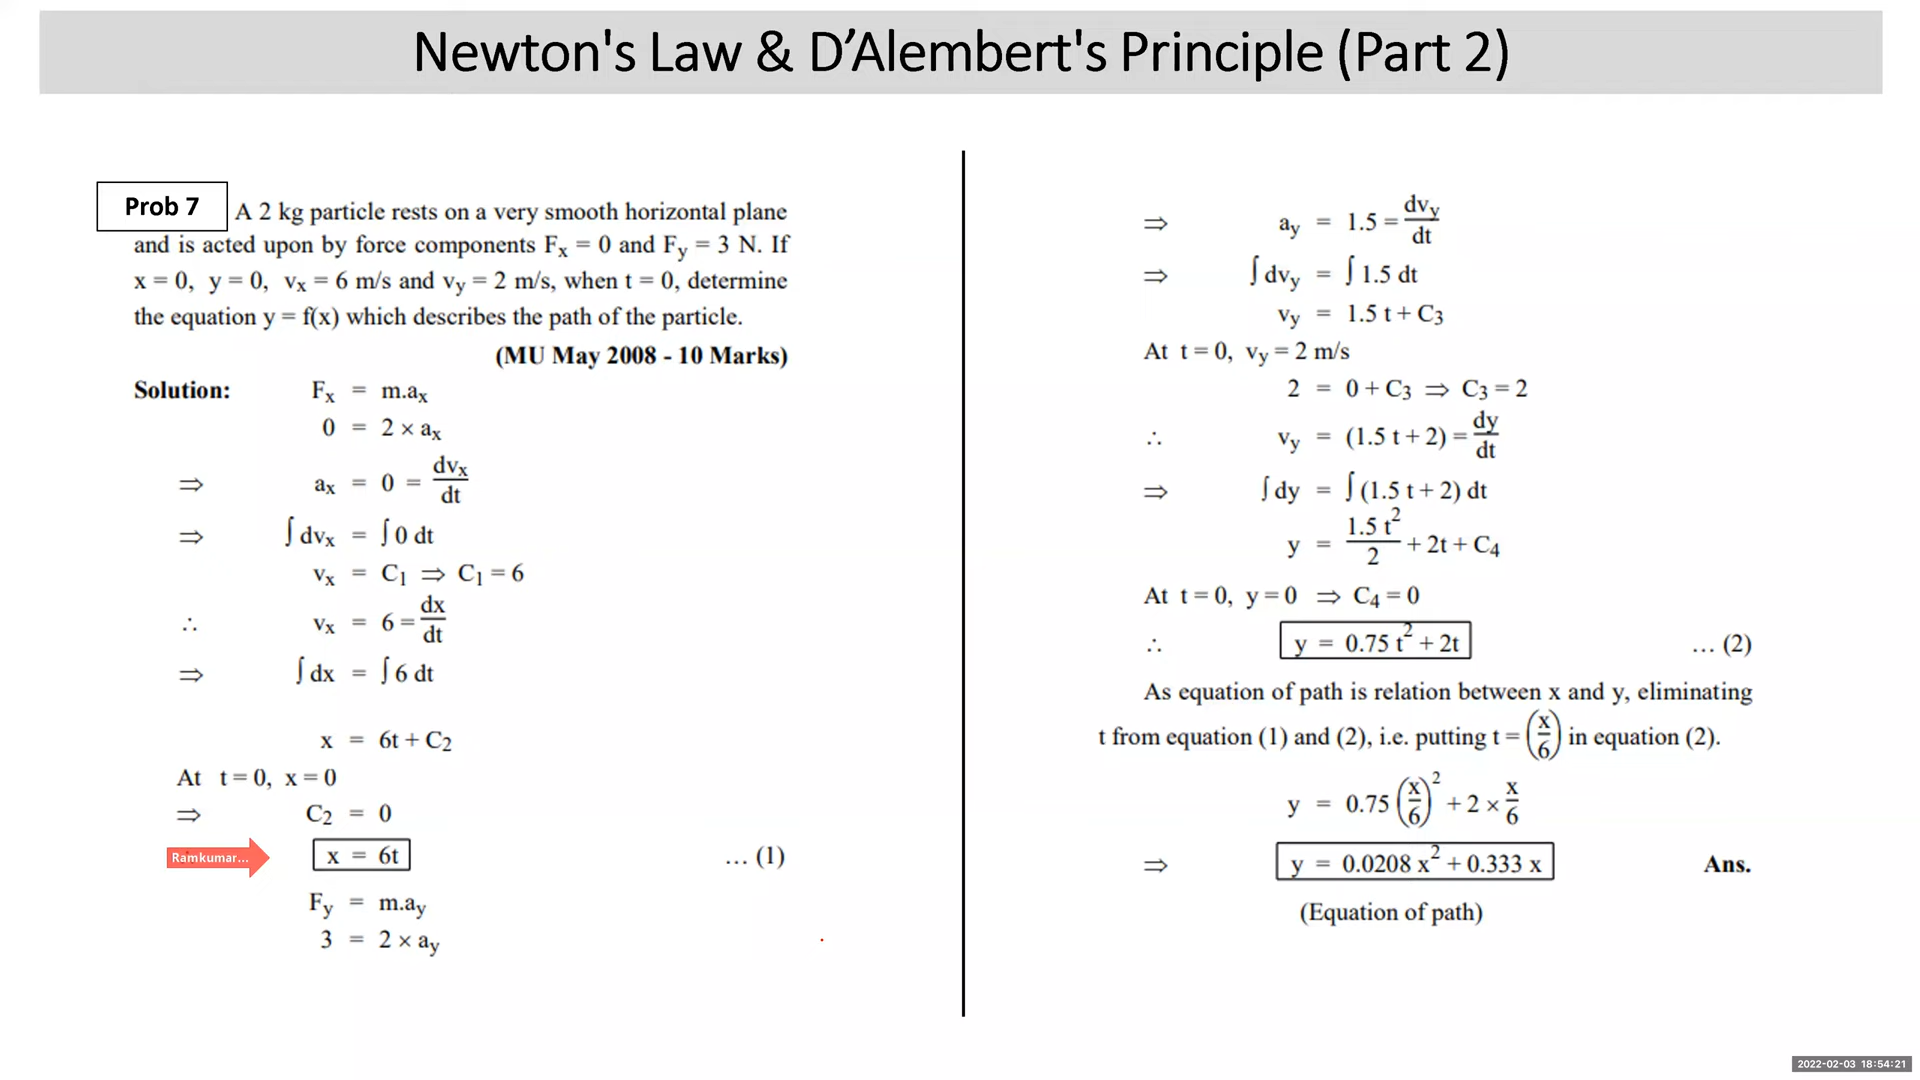 Newton's Law & D’Alembert's Principle (Part 2)
Prob 7
A 2 kg particle rests on a very smooth horizontal plane
and is acted upon by force components Fx = 0 and Fy = 3 N. If
x = 0, y = 0, vx = 6 m/s and vy = 2 m/s, when t = 0, determine
the equation y = f(x) which describes the path of the particle.
(MU May 2008 - 10 Marks)
Solution: Fx = m.ax
0 = 2 × ax
⇒ ax = 0 = dvx/dt
⇒ ∫ dvx = ∫ 0 dt
vx = C1 ⇒ C1 = 6
∴ vx = 6 = dx/dt
⇒ ∫ dx = ∫ 6 dt
x = 6t + C2
At t = 0, x = 0
⇒ C2 = 0
Ramkumar... x = 6t … (1)
Fy = m.ay
3 = 2 × ay
⇒ ay = 1.5 = dvy/dt
⇒ ∫ dvy = ∫ 1.5 dt
vy = 1.5 t + C3
At t = 0, vy = 2 m/s
2 = 0 + C3 ⇒ C3 = 2
∴ vy = (1.5 t + 2) = dy/dt
⇒ ∫ dy = ∫ (1.5 t + 2) dt
y = 1.5 t²/2 + 2t + C4
At t = 0, y = 0 ⇒ C4 = 0
∴ y = 0.75 t² + 2t … (2)
As equation of path is relation between x and y, eliminating
t from equation (1) and (2), i.e. putting t = (x/6) in equation (2).
y = 0.75 (x/6)² + 2 × x/6
⇒ y = 0.0208 x² + 0.333 x Ans.
(Equation of path)
2022-02-03 18:54:21